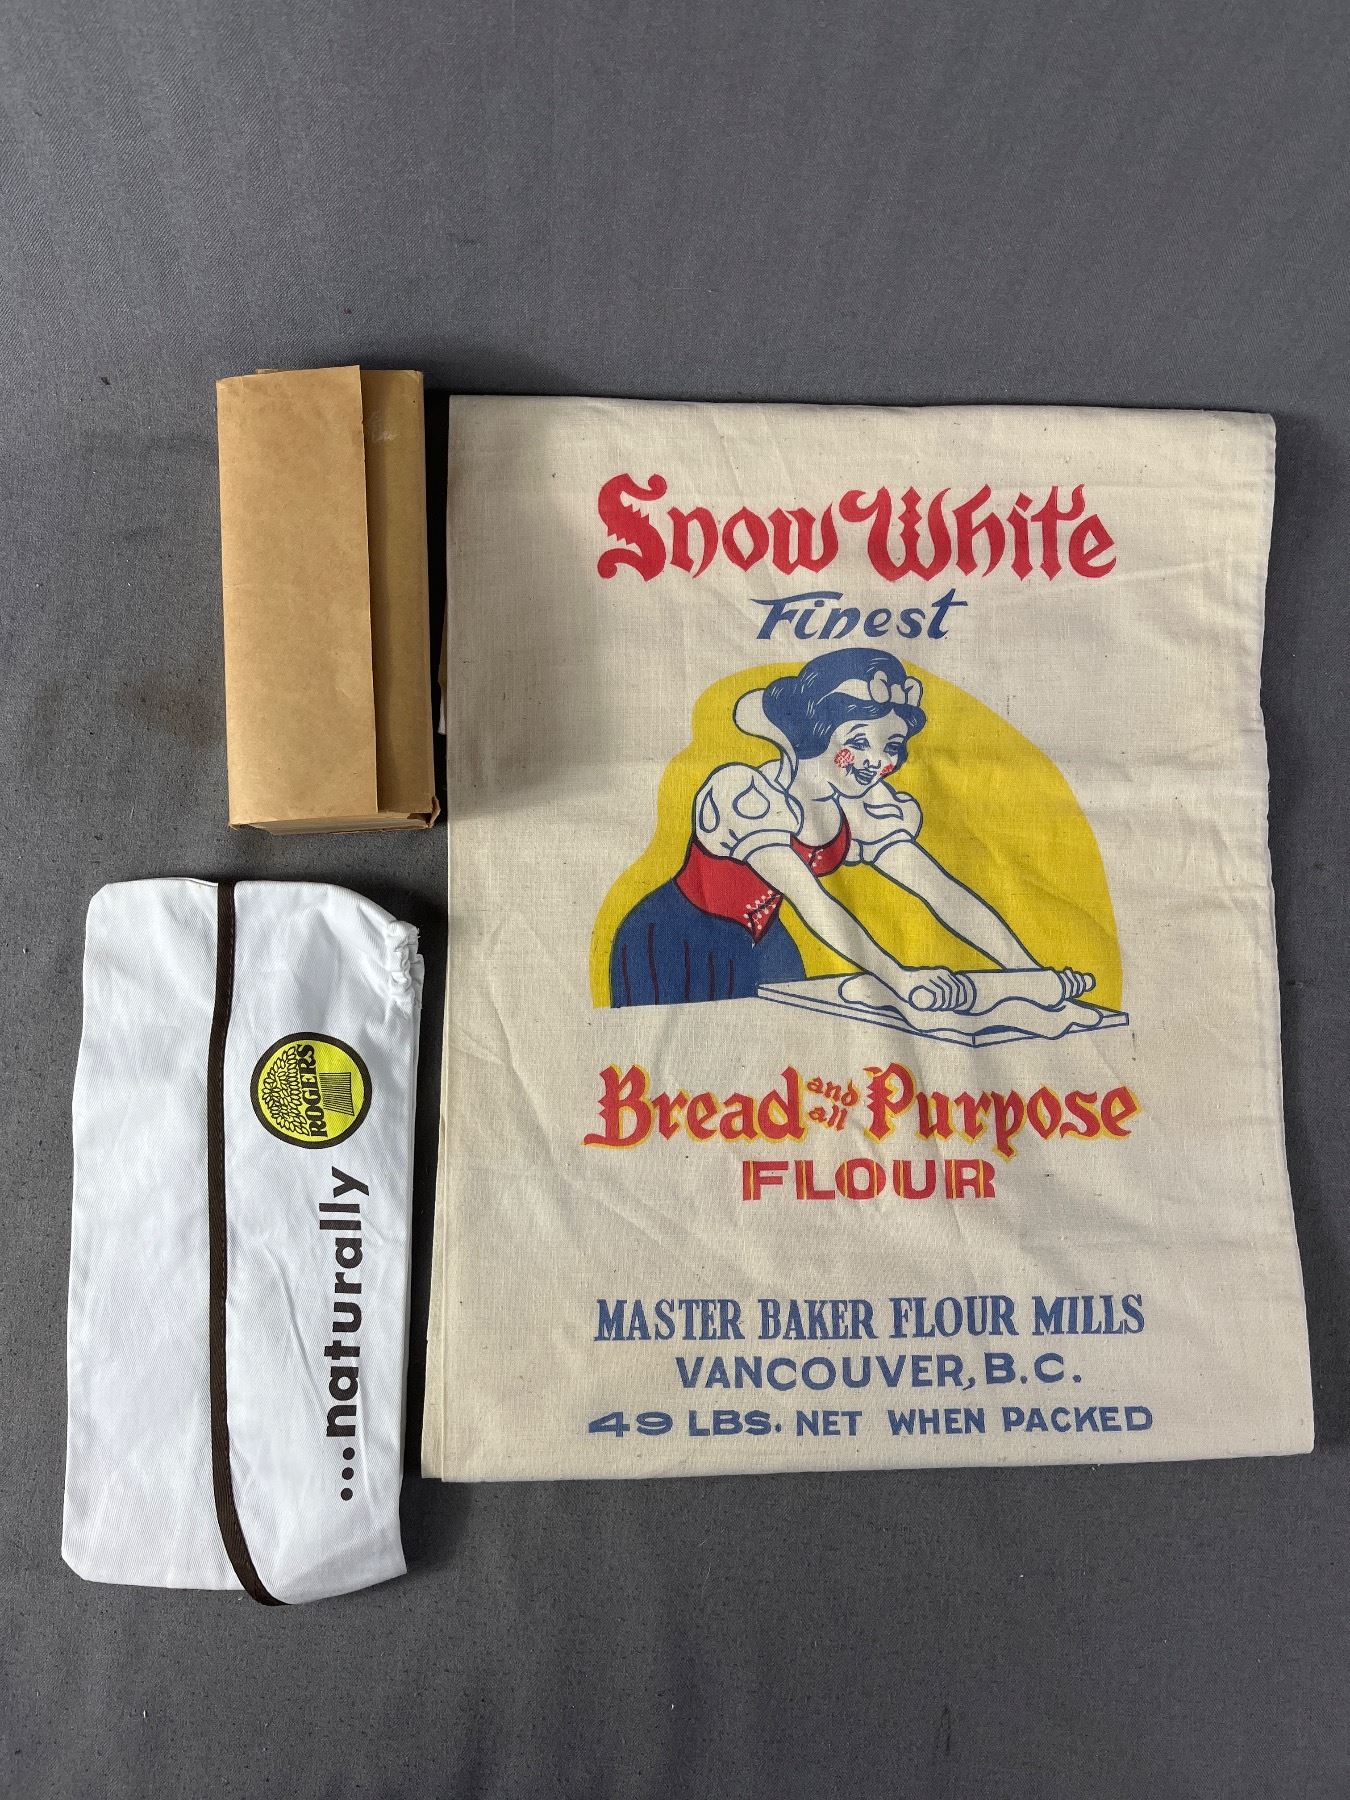 Snow White
Finest
Bread and all Purpose
FLOUR
MASTER BAKER FLOUR MILLS
VANCOUVER, B.C.
49 LBS. NET WHEN PACKED
ROGERS
...naturally